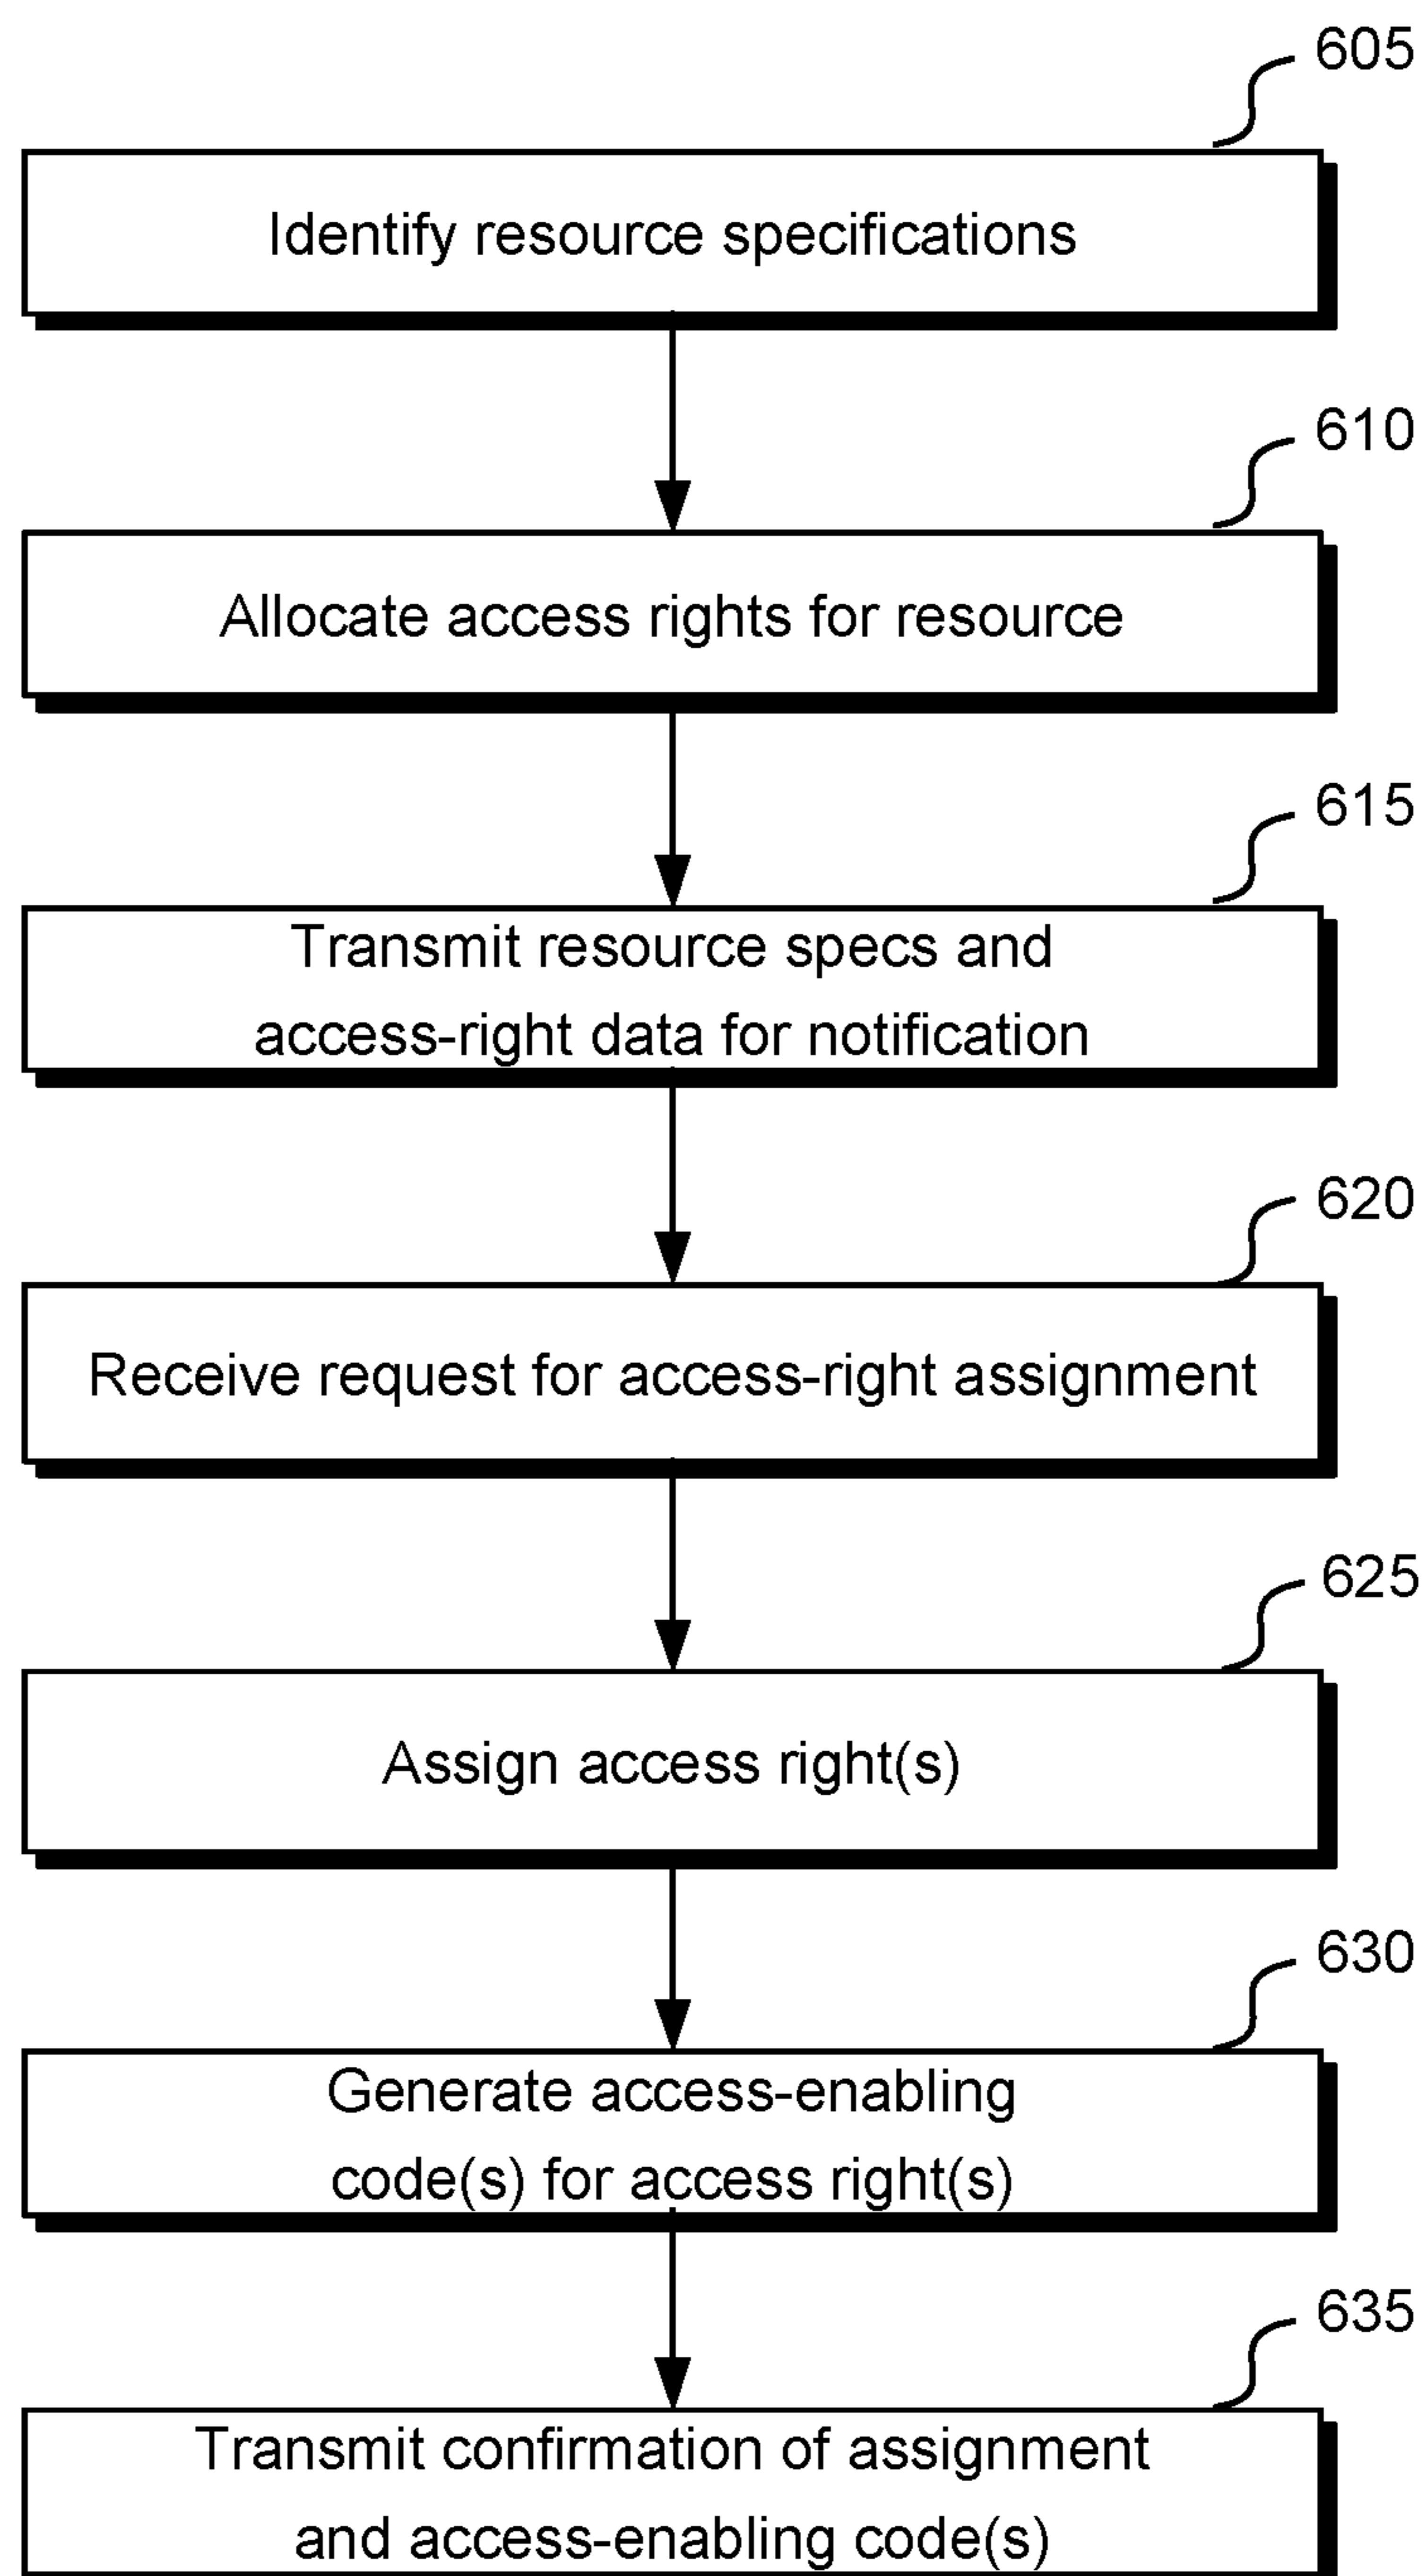 605
Identify resource specifications
610
Allocate access rights for resource
615
Transmit resource specs and
access-right data for notification
620
Receive request for access-right assignment
625
Assign access right(s)
630
Generate access-enabling
code(s) for access right(s)
635
Transmit confirmation of assignment
and access-enabling code(s)